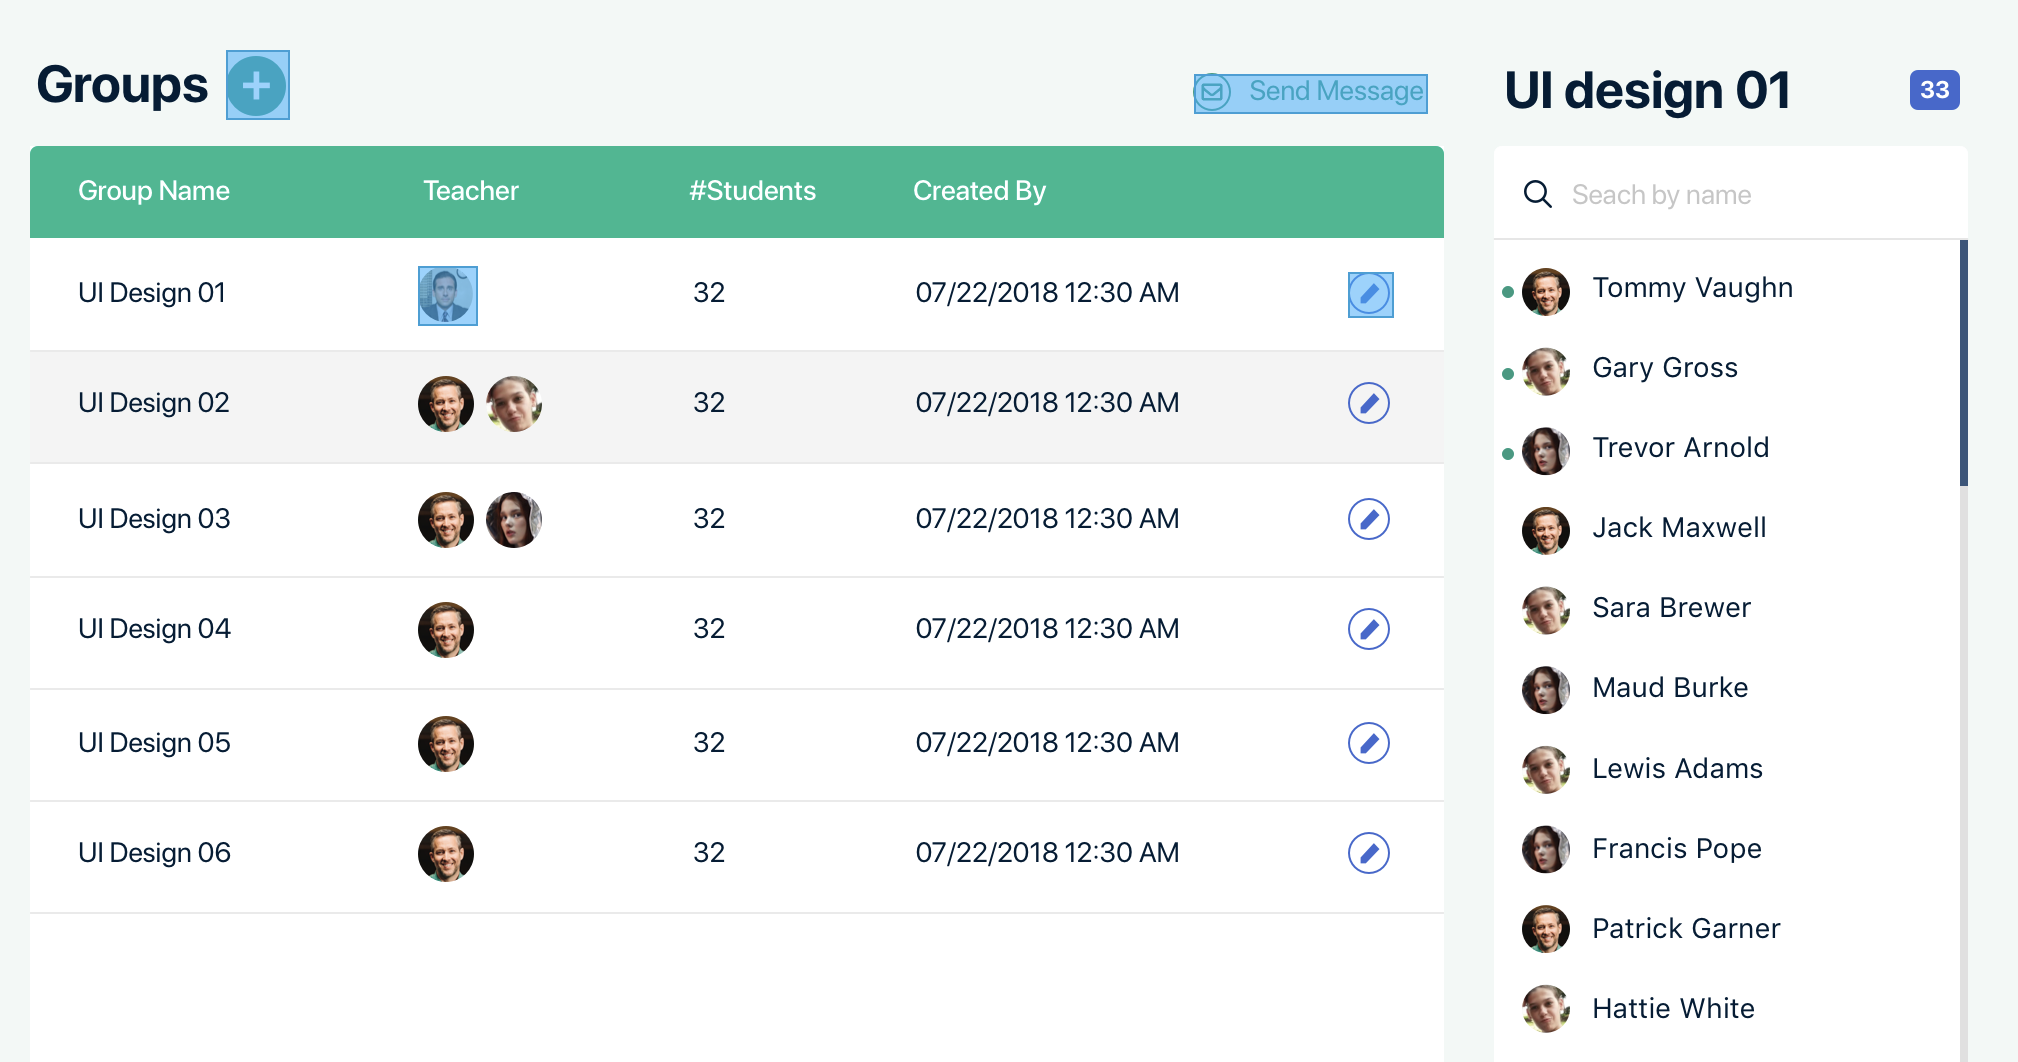 Groups
Send Message
Group Name Teacher #Students Created By
UI Design 01 32 07/22/2018 12:30 AM
UI Design 02 32 07/22/2018 12:30 AM
UI Design 03 32 07/22/2018 12:30 AM
UI Design 04 32 07/22/2018 12:30 AM
UI Design 05 32 07/22/2018 12:30 AM
UI Design 06 32 07/22/2018 12:30 AM
UI design 01 33
Seach by name
Tommy Vaughn
Gary Gross
Trevor Arnold
Jack Maxwell
Sara Brewer
Maud Burke
Lewis Adams
Francis Pope
Patrick Garner
Hattie White